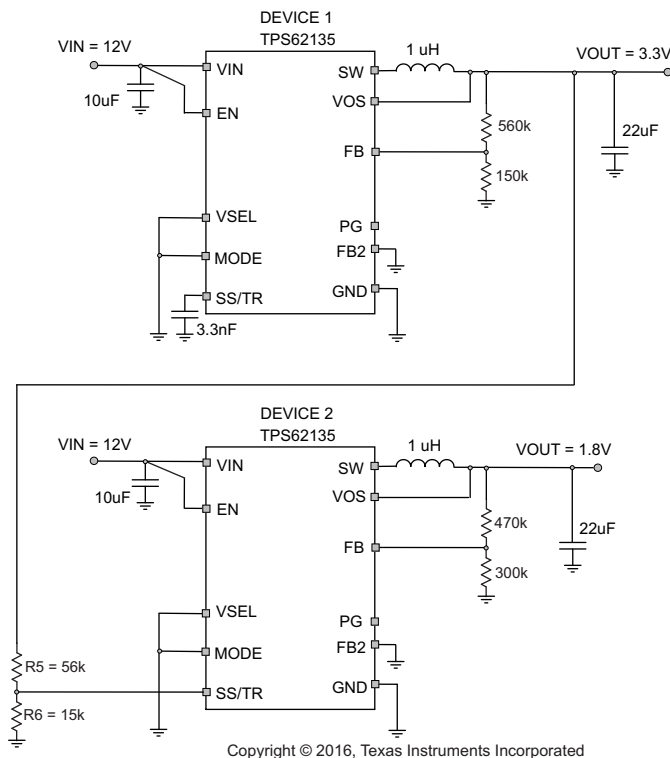 DEVICE 1
TPS62135
VIN = 12V
10uF
VIN
EN
VSEL
MODE
SS/TR
3.3nF
SW
VOS
FB
PG
FB2
GND
1 uH
VOUT = 3.3V
560k
150k
22uF
DEVICE 2
TPS62135
VIN = 12V
10uF
VIN
EN
VSEL
MODE
SS/TR
SW
VOS
FB
PG
FB2
GND
1 uH
VOUT = 1.8V
470k
300k
22uF
R5 = 56k
R6 = 15k
Copyright © 2016, Texas Instruments Incorporated